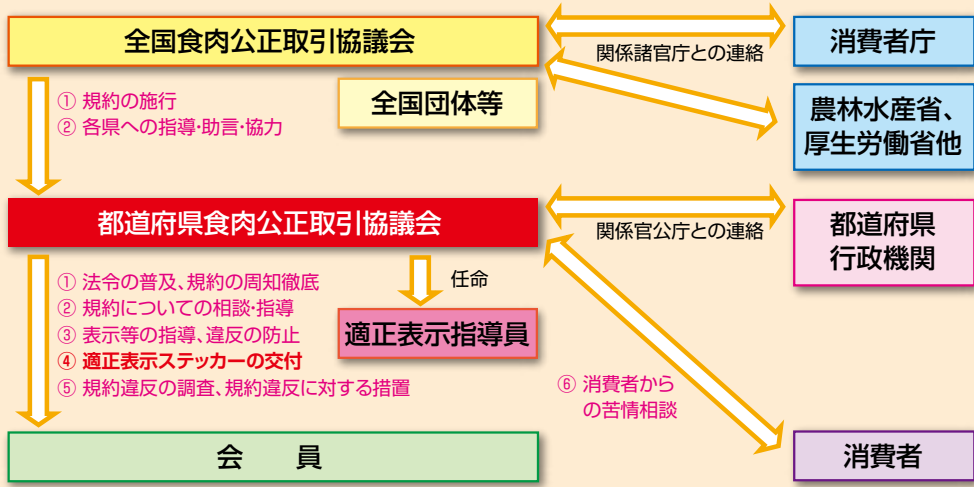 全国食肉公正取引協議会
関係諸官庁との連絡
消費者庁
① 規約の施行
② 各県への指導・助言・協力
全国団体等
農林水産省、
厚生労働省他
都道府県食肉公正取引協議会
関係官公庁との連絡
都道府県
行政機関
① 法令の普及、規約の周知徹底
② 規約についての相談・指導
③ 表示等の指導、違反の防止
④ 適正表示ステッカーの交付
⑤ 規約違反の調査、規約違反に対する措置
任命
適正表示指導員
⑥ 消費者から
の苦情相談
会　員
消費者